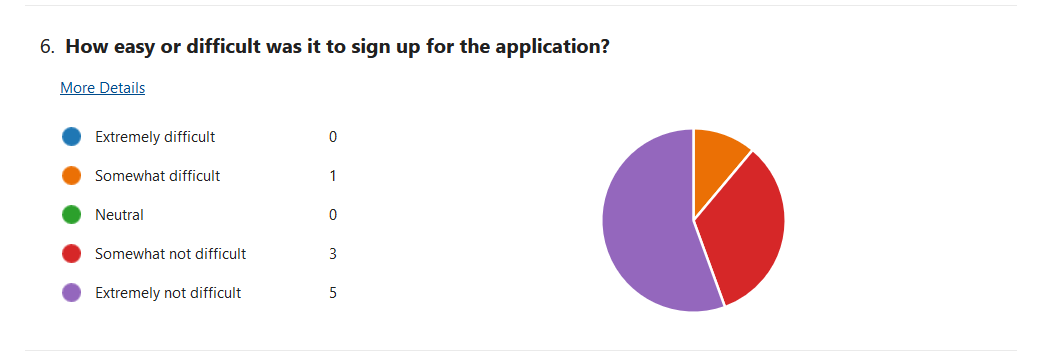 6. How easy or difficult was it to sign up for the application?
More Details
Extremely difficult 0
Somewhat difficult 1
Neutral 0
Somewhat not difficult 3
Extremely not difficult 5